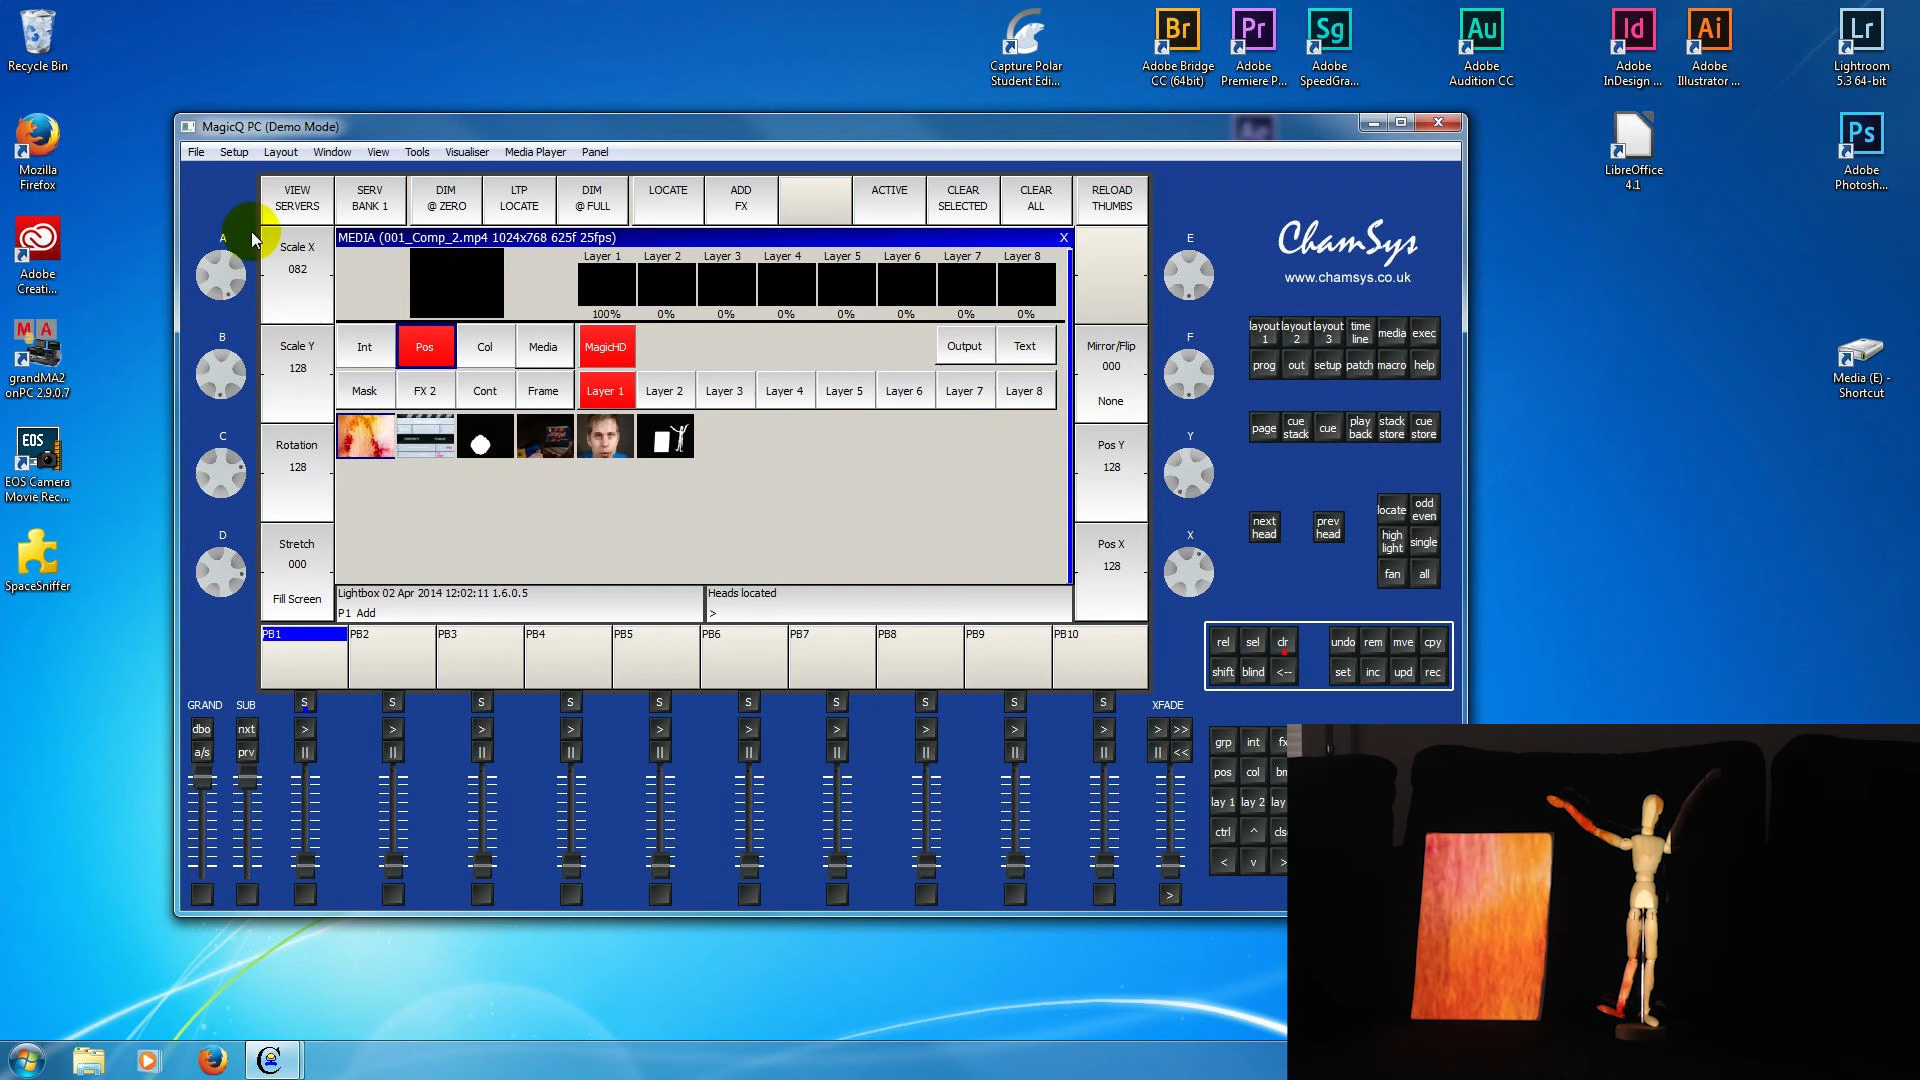 Recycle Bin
Mozilla
Firefox
Adobe
Creati...
grandMA2
onPC 2.9.0.7
EOS
EOS Camera
Movie Rec...
SpaceSniffer
Capture Polar
Student Edi...
Br
Adobe Bridge
CC (64bit)
Pr
Adobe
Premiere P...
Sg
Adobe
SpeedGra...
Au
Adobe
Audition CC
Id
Adobe
InDesign ...
Ai
Adobe
Illustrator ...
Lr
Lightroom
5.3 64-bit
LibreOffice
4.1
Ps
Adobe
Photosh...
Media (E) -
Shortcut
MagicQ PC (Demo Mode)
File Setup Layout Window View Tools Visualiser Media Player Panel
VIEW SERVERS
SERV BANK 1
DIM @ ZERO
LTP LOCATE
DIM @ FULL
LOCATE
ADD FX
ACTIVE
CLEAR SELECTED
CLEAR ALL
RELOAD THUMBS
A
B
C
D
Scale X
082
Scale Y
128
Rotation
128
Stretch
000
Fill Screen
MEDIA (001_Comp_2.mp4 1024x768 625f 25fps) X
Layer 1 Layer 2 Layer 3 Layer 4 Layer 5 Layer 6 Layer 7 Layer 8
100% 0% 0% 0% 0% 0% 0% 0%
Int Pos Col Media MagicHD Output Text
Mask FX 2 Cont Frame Layer 1 Layer 2 Layer 3 Layer 4 Layer 5 Layer 6 Layer 7 Layer 8
Lightbox 02 Apr 2014 12:02:11 1.6.0.5
P1 Add
Heads located
>
Mirror/Flip
000
None
Pos Y
128
Pos X
128
E
F
Y
X
PB1 PB2 PB3 PB4 PB5 PB6 PB7 PB8 PB9 PB10
ChamSys
www.chamsys.co.uk
layout 1 layout 2 layout 3 time line media exec
prog out setup patch macro help
page cue stack cue play back stack store cue store
next head prev head
locate odd even
high light single
fan all
rel sel clr undo rem mve cpy
shift blind <-- set inc upd rec
GRAND SUB
S S S S S S S S S S
XFADE
dbo nxt > > > > > > > > > > > >>
a/s prv || || || || || || || || || || || <<
>
grp int fx
pos col
lay 1 lay 2 lay
ctrl ^
< v >